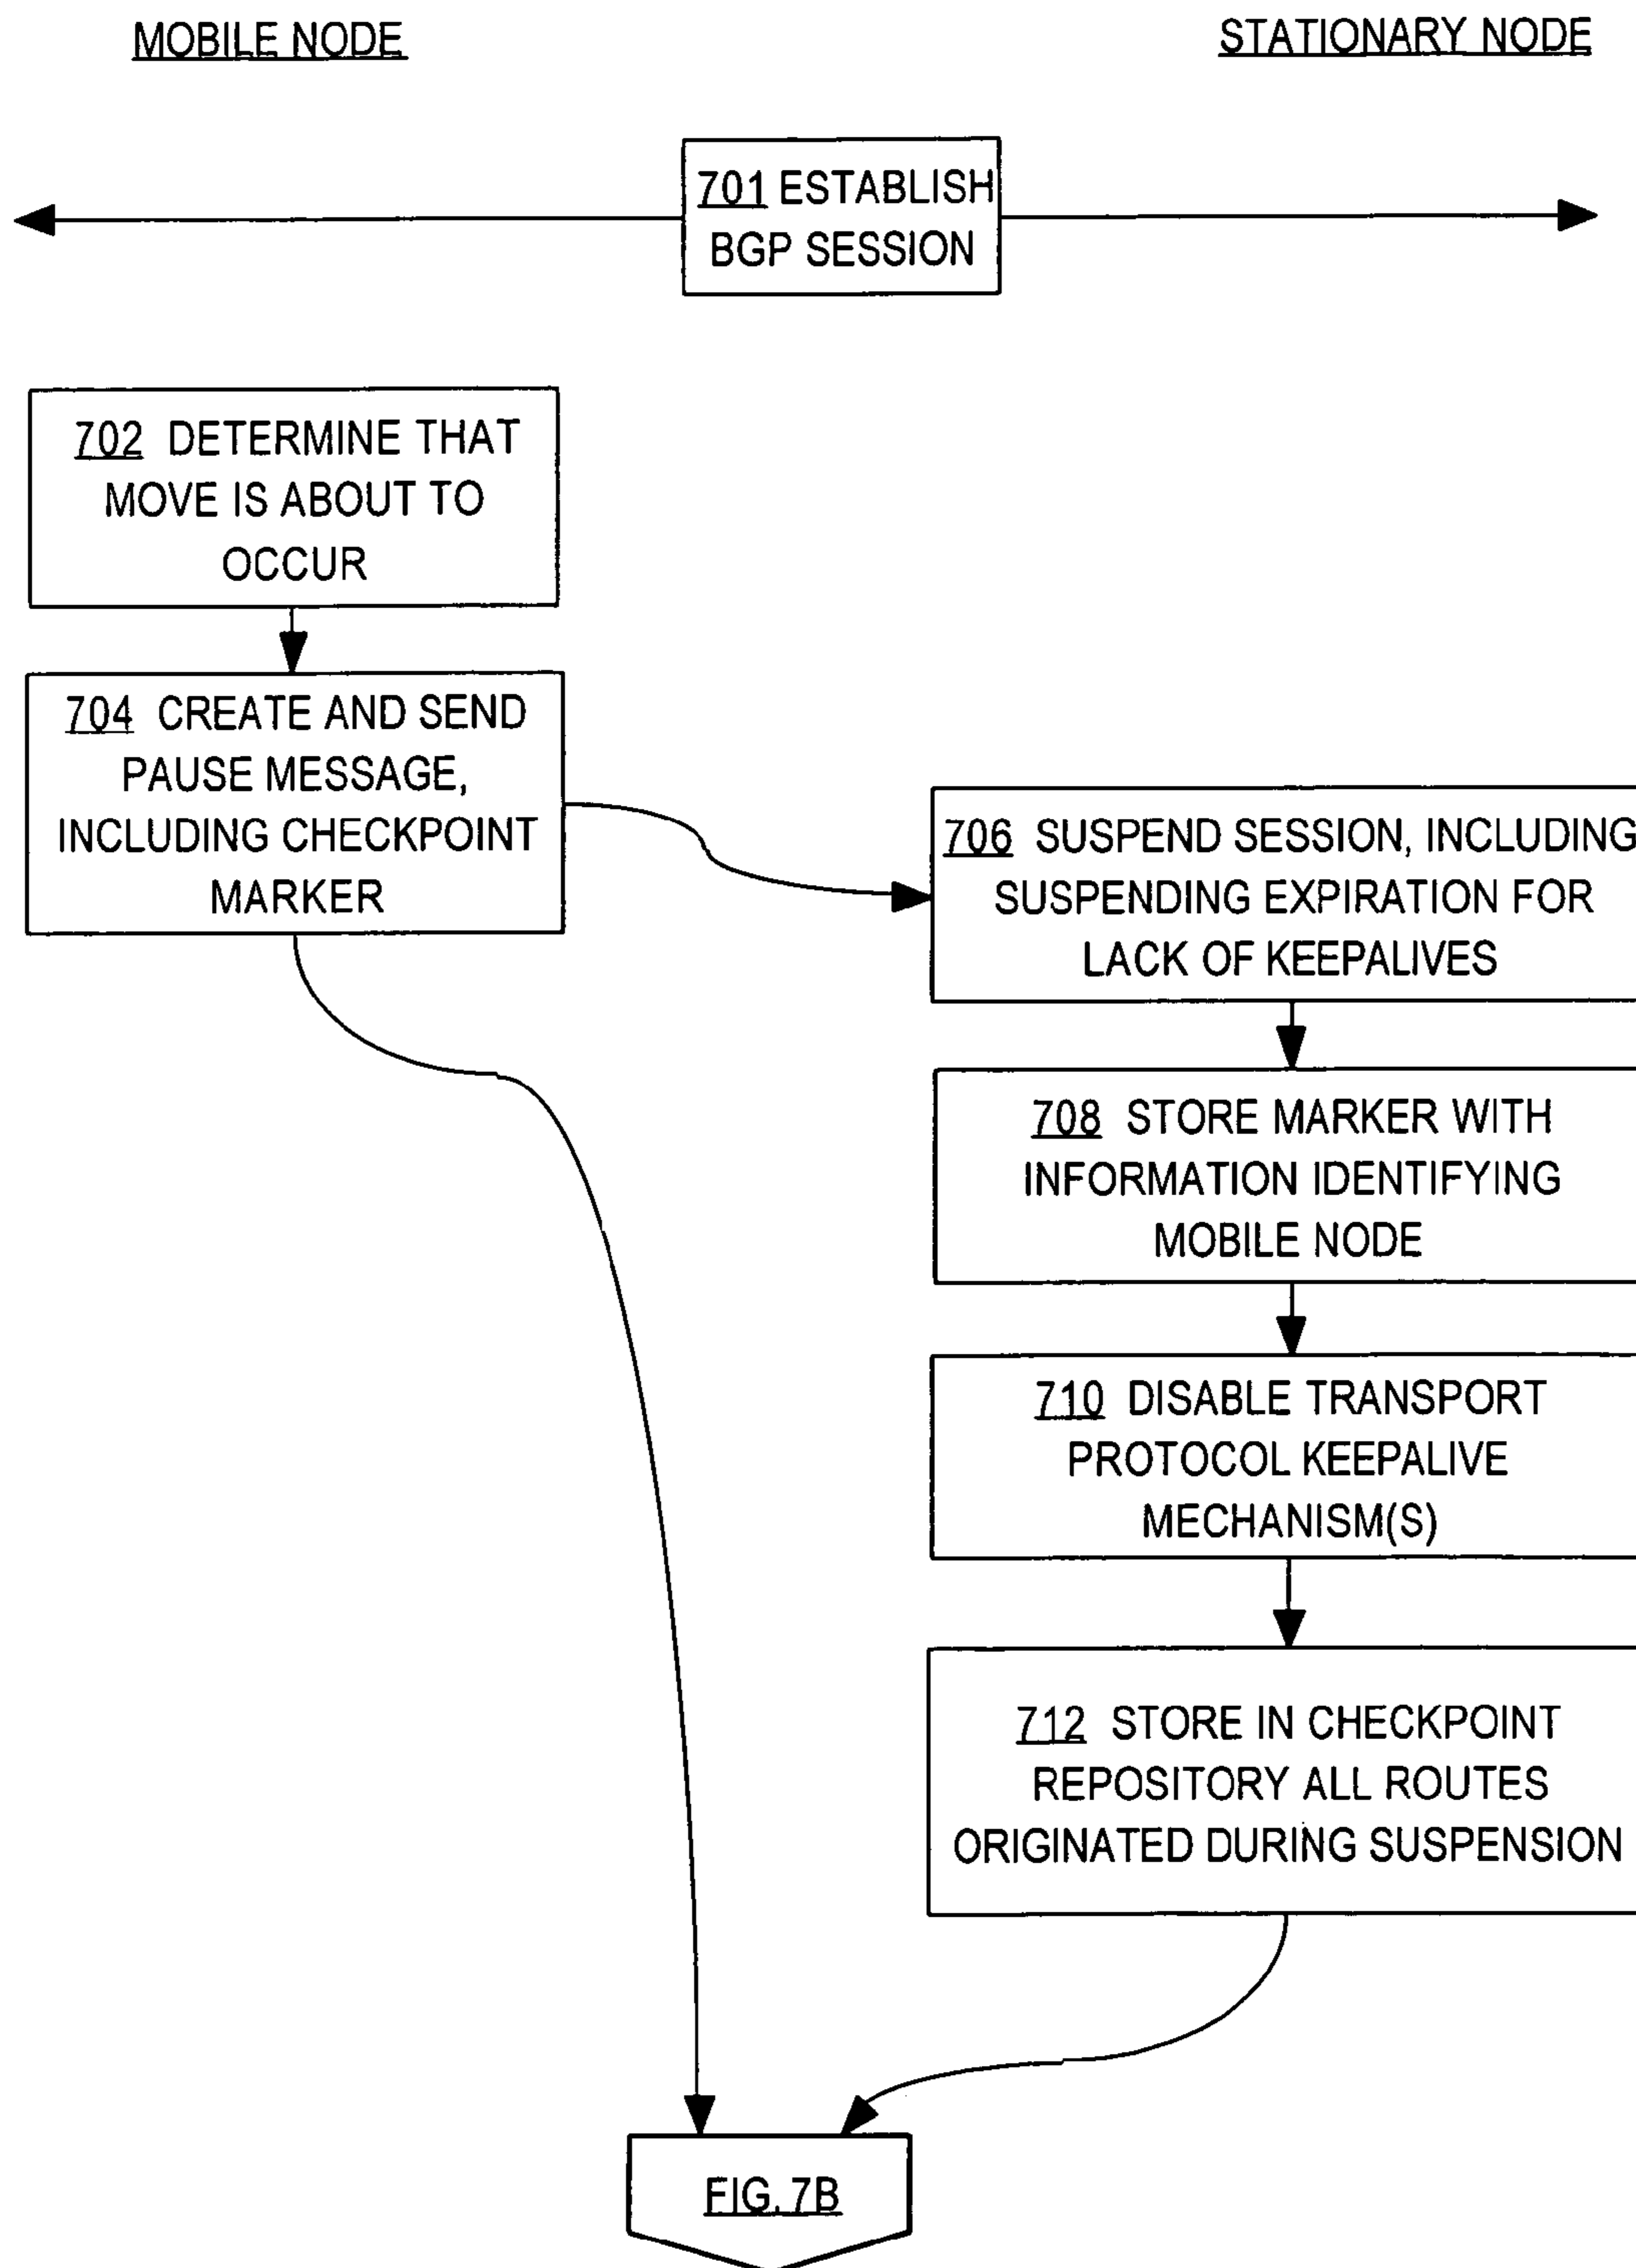 MOBILE NODE
STATIONARY NODE
701 ESTABLISH
BGP SESSION
702 DETERMINE THAT
MOVE IS ABOUT TO
OCCUR
704 CREATE AND SEND
PAUSE MESSAGE,
INCLUDING CHECKPOINT
MARKER
706 SUSPEND SESSION, INCLUDING
SUSPENDING EXPIRATION FOR
LACK OF KEEPALIVES
708 STORE MARKER WITH
INFORMATION IDENTIFYING
MOBILE NODE
710 DISABLE TRANSPORT
PROTOCOL KEEPALIVE
MECHANISM(S)
712 STORE IN CHECKPOINT
REPOSITORY ALL ROUTES
ORIGINATED DURING SUSPENSION
FIG. 7B